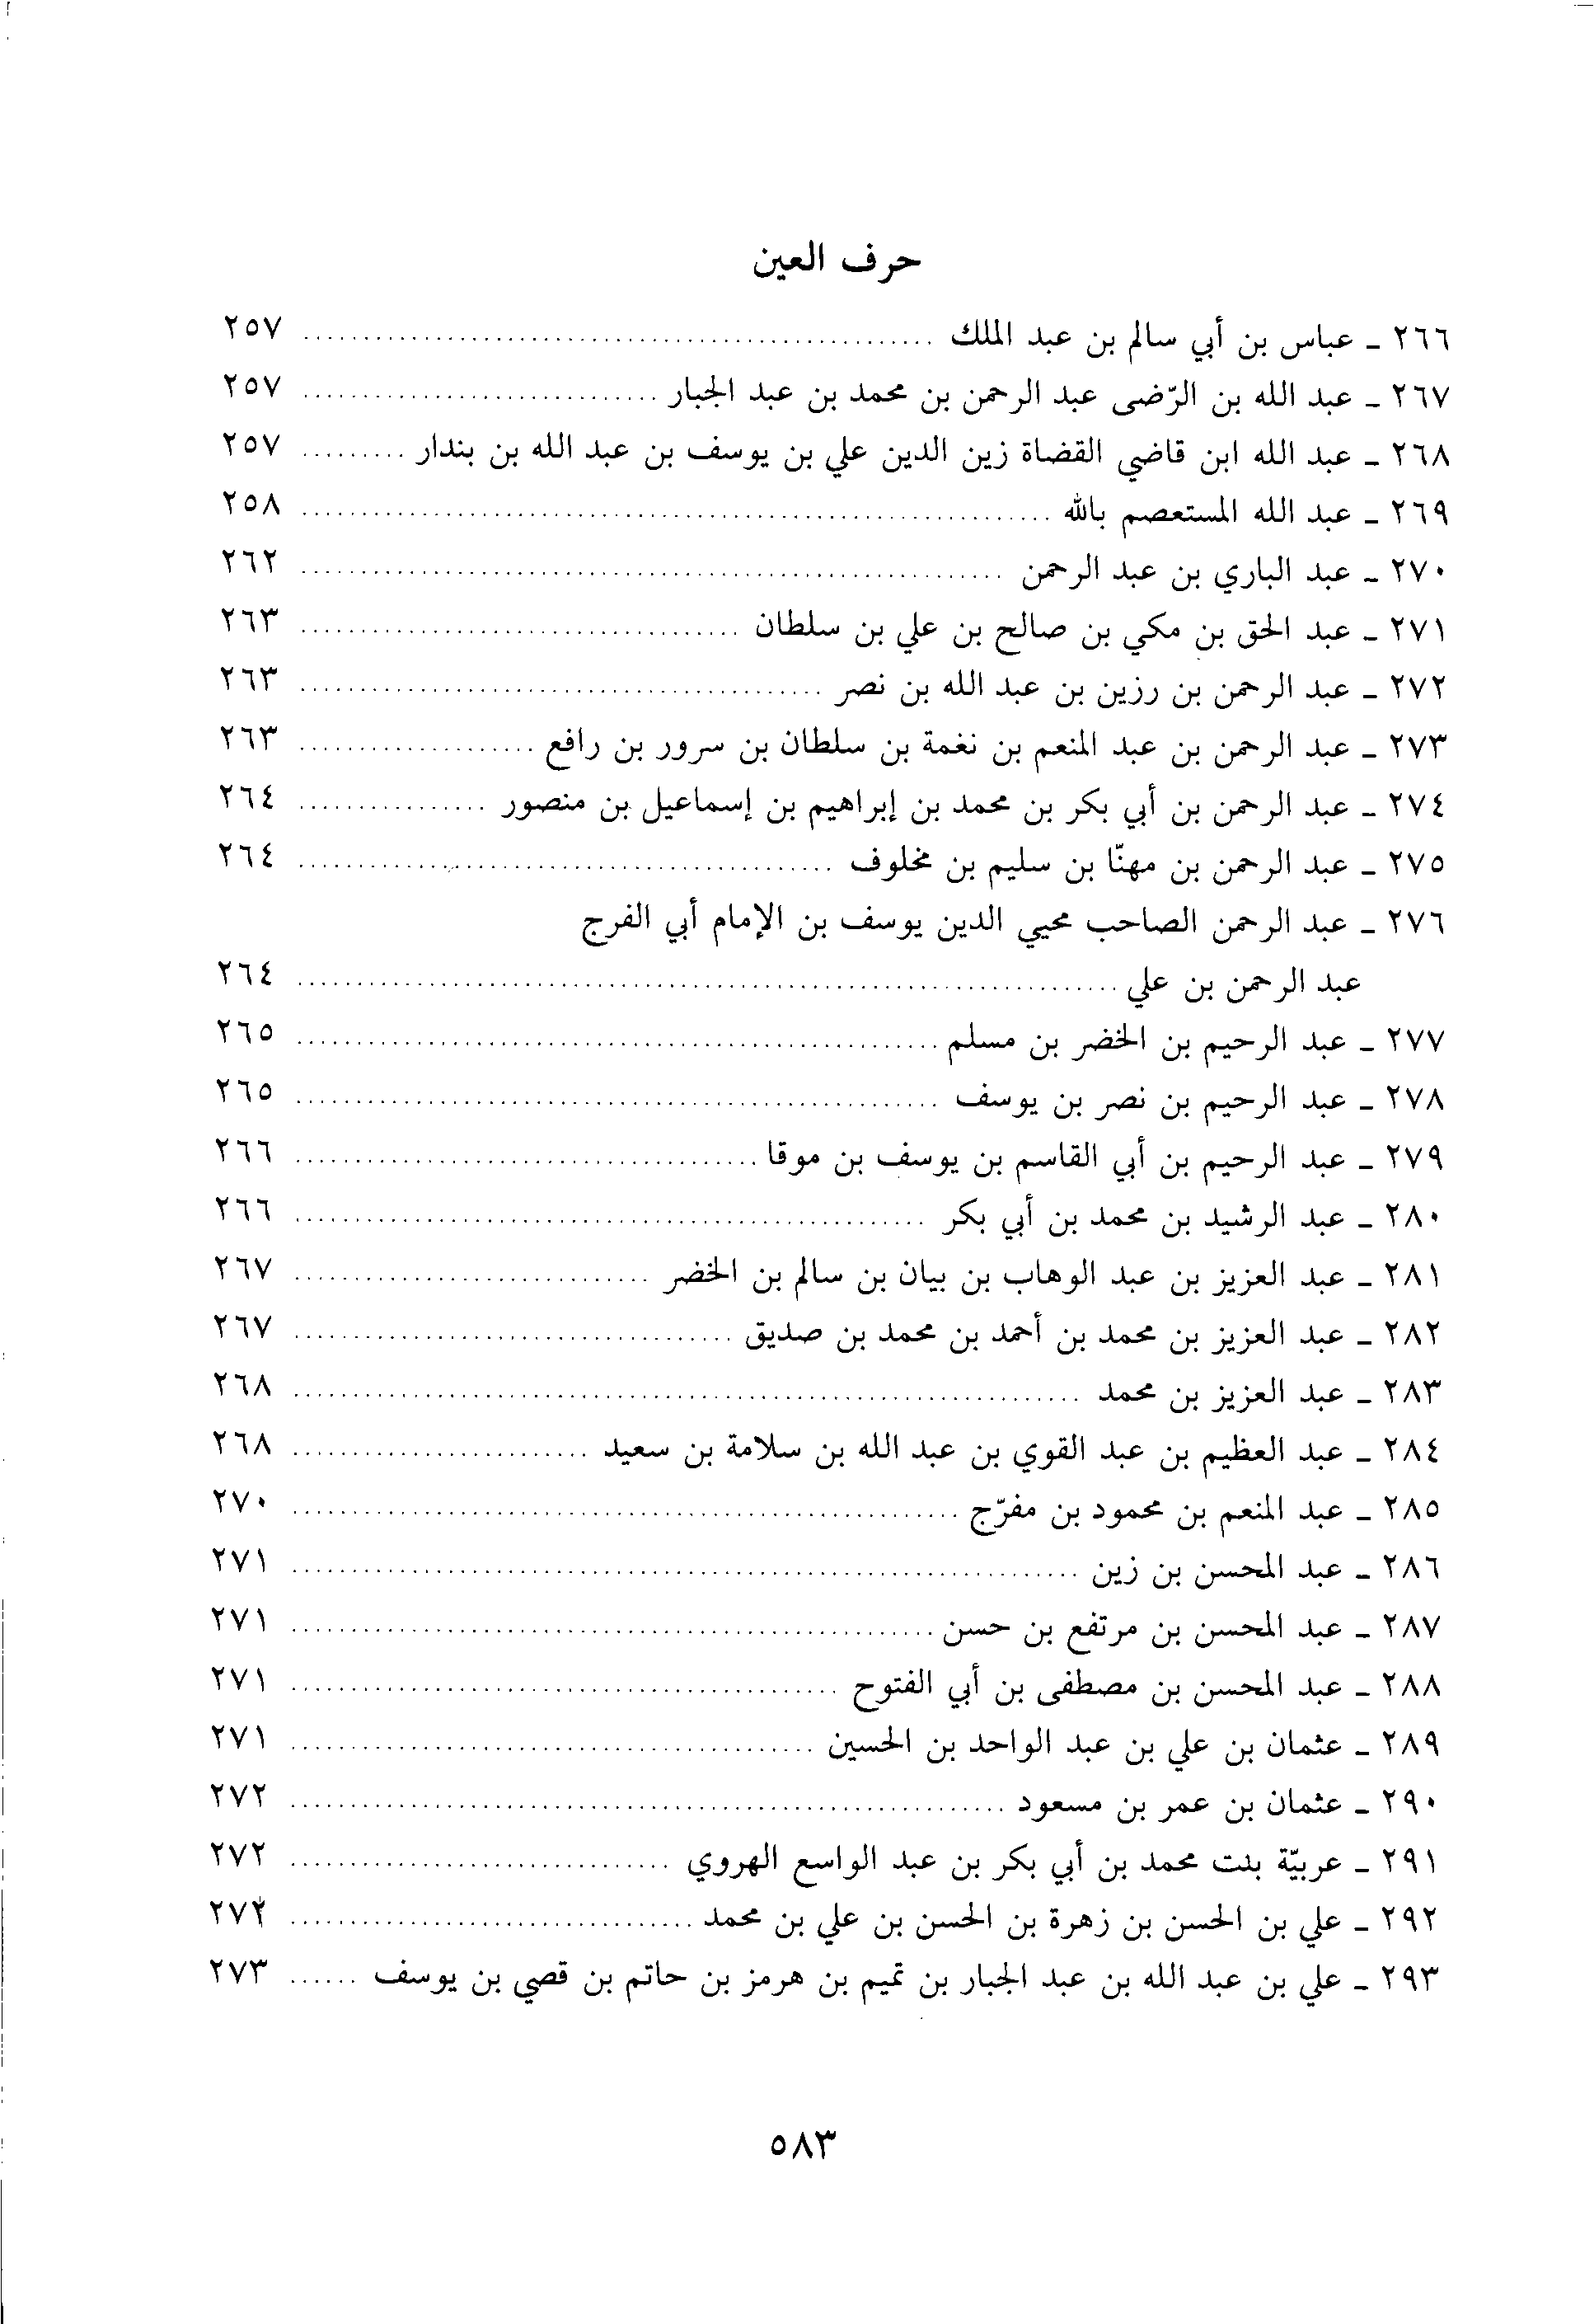 حرف العين
٢٦٦ ـ عباس بن أبي سالم بن عبد الملك ........ ٢٥٧
٢٦٧ ـ عبد الله بن الرّضى عبد الرحمن بن محمد بن عبد الجبار ........ ٢٥٧
٢٦٨ ـ عبد الله ابن قاضي القضاة زين الدين علي بن يوسف بن عبد الله بن بندار ........ ٢٥٧
٢٦٩ ـ عبد الله المستعصم بالله ........ ٢٥٨
٢٧٠ ـ عبد الباري بن عبد الرحمن ........ ٢٦٢
٢٧١ ـ عبد الحق بن مكي بن صالح بن علي بن سلطان ........ ٢٦٣
٢٧٢ ـ عبد الرحمن بن رزين بن عبد الله بن نصر ........ ٢٦٣
٢٧٣ ـ عبد الرحمن بن عبد المنعم بن نغمة بن سلطان بن سرور بن رافع ........ ٢٦٣
٢٧٤ ـ عبد الرحمن بن أبي بكر بن محمد بن إبراهيم بن إسماعيل بن منصور ........ ٢٦٤
٢٧٥ ـ عبد الرحمن بن مهنّا بن سليم بن مخلوف ........ ٢٦٤
٢٧٦ ـ عبد الرحمن الصاحب محيي الدين يوسف بن الإمام أبي الفرج
عبد الرحمن بن علي ........ ٢٦٤
٢٧٧ ـ عبد الرحيم بن الخضر بن مسلم ........ ٢٦٥
٢٧٨ ـ عبد الرحيم بن نصر بن يوسف ........ ٢٦٥
٢٧٩ ـ عبد الرحيم بن أبي القاسم بن يوسف بن موقا ........ ٢٦٦
٢٨٠ ـ عبد الرشيد بن محمد بن أبي بكر ........ ٢٦٦
٢٨١ ـ عبد العزيز بن عبد الوهاب بن بيان بن سالم بن الخضر ........ ٢٦٧
٢٨٢ ـ عبد العزيز بن محمد بن أحمد بن محمد بن صديق ........ ٢٦٧
٢٨٣ ـ عبد العزيز بن محمد ........ ٢٦٨
٢٨٤ ـ عبد العظيم بن عبد القوي بن عبد الله بن سلامة بن سعيد ........ ٢٦٨
٢٨٥ ـ عبد المنعم بن محمود بن مفرّج ........ ٢٧٠
٢٨٦ ـ عبد المحسن بن زين ........ ٢٧١
٢٨٧ ـ عبد المحسن بن مرتفع بن حسن ........ ٢٧١
٢٨٨ ـ عبد المحسن بن مصطفى بن أبي الفتوح ........ ٢٧١
٢٨٩ ـ عثمان بن علي بن عبد الواحد بن الحسين ........ ٢٧١
٢٩٠ ـ عثمان بن عمر بن مسعود ........ ٢٧٢
٢٩١ ـ عربيّة بنت محمد بن أبي بكر بن عبد الواسع الهروي ........ ٢٧٢
٢٩٢ ـ علي بن الحسن بن زهرة بن الحسن بن علي بن محمد ........ ٢٧٢
٢٩٣ ـ علي بن عبد الله بن عبد الجبار بن تميم بن هرمز بن حاتم بن قصي بن يوسف ...... ٢٧٣
٥٨٣